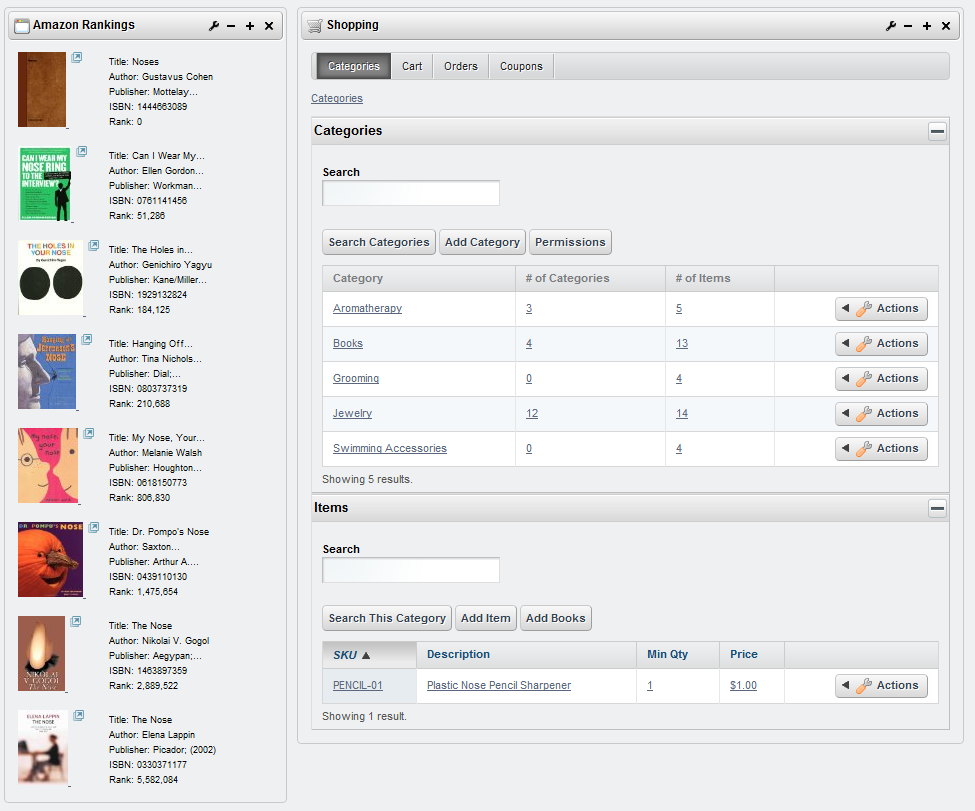 Amazon Rankings
Title: Noses
Author: Gustavus Cohen
Publisher: Mottelay...
ISBN: 1444663089
Rank: 0
CAN I WEAR MY
NOSE RING
TO THE
INTERVIEW?
Title: Can I Wear My...
Author: Ellen Gordon...
Publisher: Workman...
ISBN: 0761141456
Rank: 51,286
THE HOLES IN
YOUR NOSE
Title: The Holes in...
Author: Genichiro Yagyu
Publisher: Kane/Miller...
ISBN: 1929132824
Rank: 184,125
Hanging Off
Jefferson's
NOSE
Title: Hanging Off...
Author: Tina Nichols...
Publisher: Dial;...
ISBN: 0803737319
Rank: 210,688
my nose,
your
nose
Title: My Nose, Your...
Author: Melanie Walsh
Publisher: Houghton...
ISBN: 0618150773
Rank: 806,830
DR. POMPO'S NOSE
Title: Dr. Pompo's Nose
Author: Saxton...
Publisher: Arthur A....
ISBN: 0439110130
Rank: 1,475,654
NIKOLAI
V. GOGOL
The Nose
Title: The Nose
Author: Nikolai V. Gogol
Publisher: Aegypan;...
ISBN: 1463897359
Rank: 2,889,522
ELENA LAPPIN
THE NOSE
Title: The Nose
Author: Elena Lappin
Publisher: Picador; (2002)
ISBN: 0330371177
Rank: 5,582,084
Shopping
Categories Cart Orders Coupons
Categories
Categories
Search
Search Categories Add Category Permissions
Category # of Categories # of Items
Aromatherapy 3 5 Actions
Books 4 13 Actions
Grooming 0 4 Actions
Jewelry 12 14 Actions
Swimming Accessories 0 4 Actions
Showing 5 results.
Items
Search
Search This Category Add Item Add Books
SKU Description Min Qty Price
PENCIL-01 Plastic Nose Pencil Sharpener 1 $1.00 Actions
Showing 1 result.